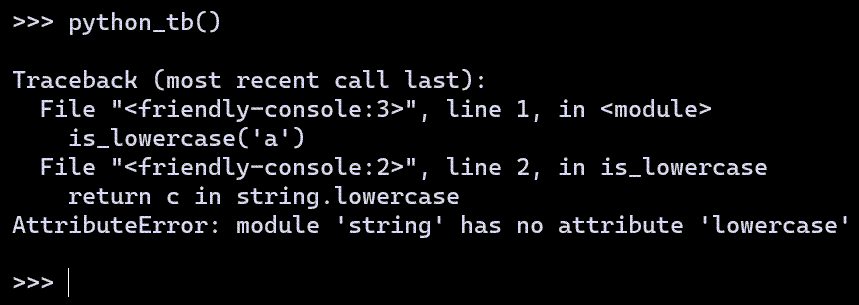 >>> python_tb()
Traceback (most recent call last):
  File "<friendly-console:3>", line 1, in <module>
    is_lowercase('a')
  File "<friendly-console:2>", line 2, in is_lowercase
    return c in string.lowercase
AttributeError: module 'string' has no attribute 'lowercase'
>>>